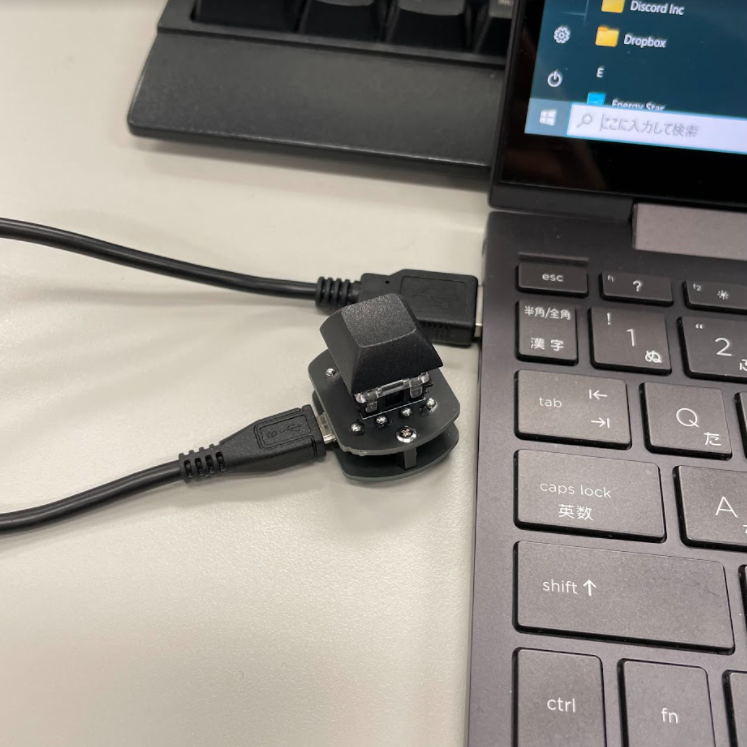 Discord Inc
Dropbox
E
Energy Star
ここに入力して検索
esc
f1 ?
f2
半角/全角
漢字
! 1 ぬ
" 2 ふ
tab
Q た
caps lock
英数
A
shift
ctrl
fn